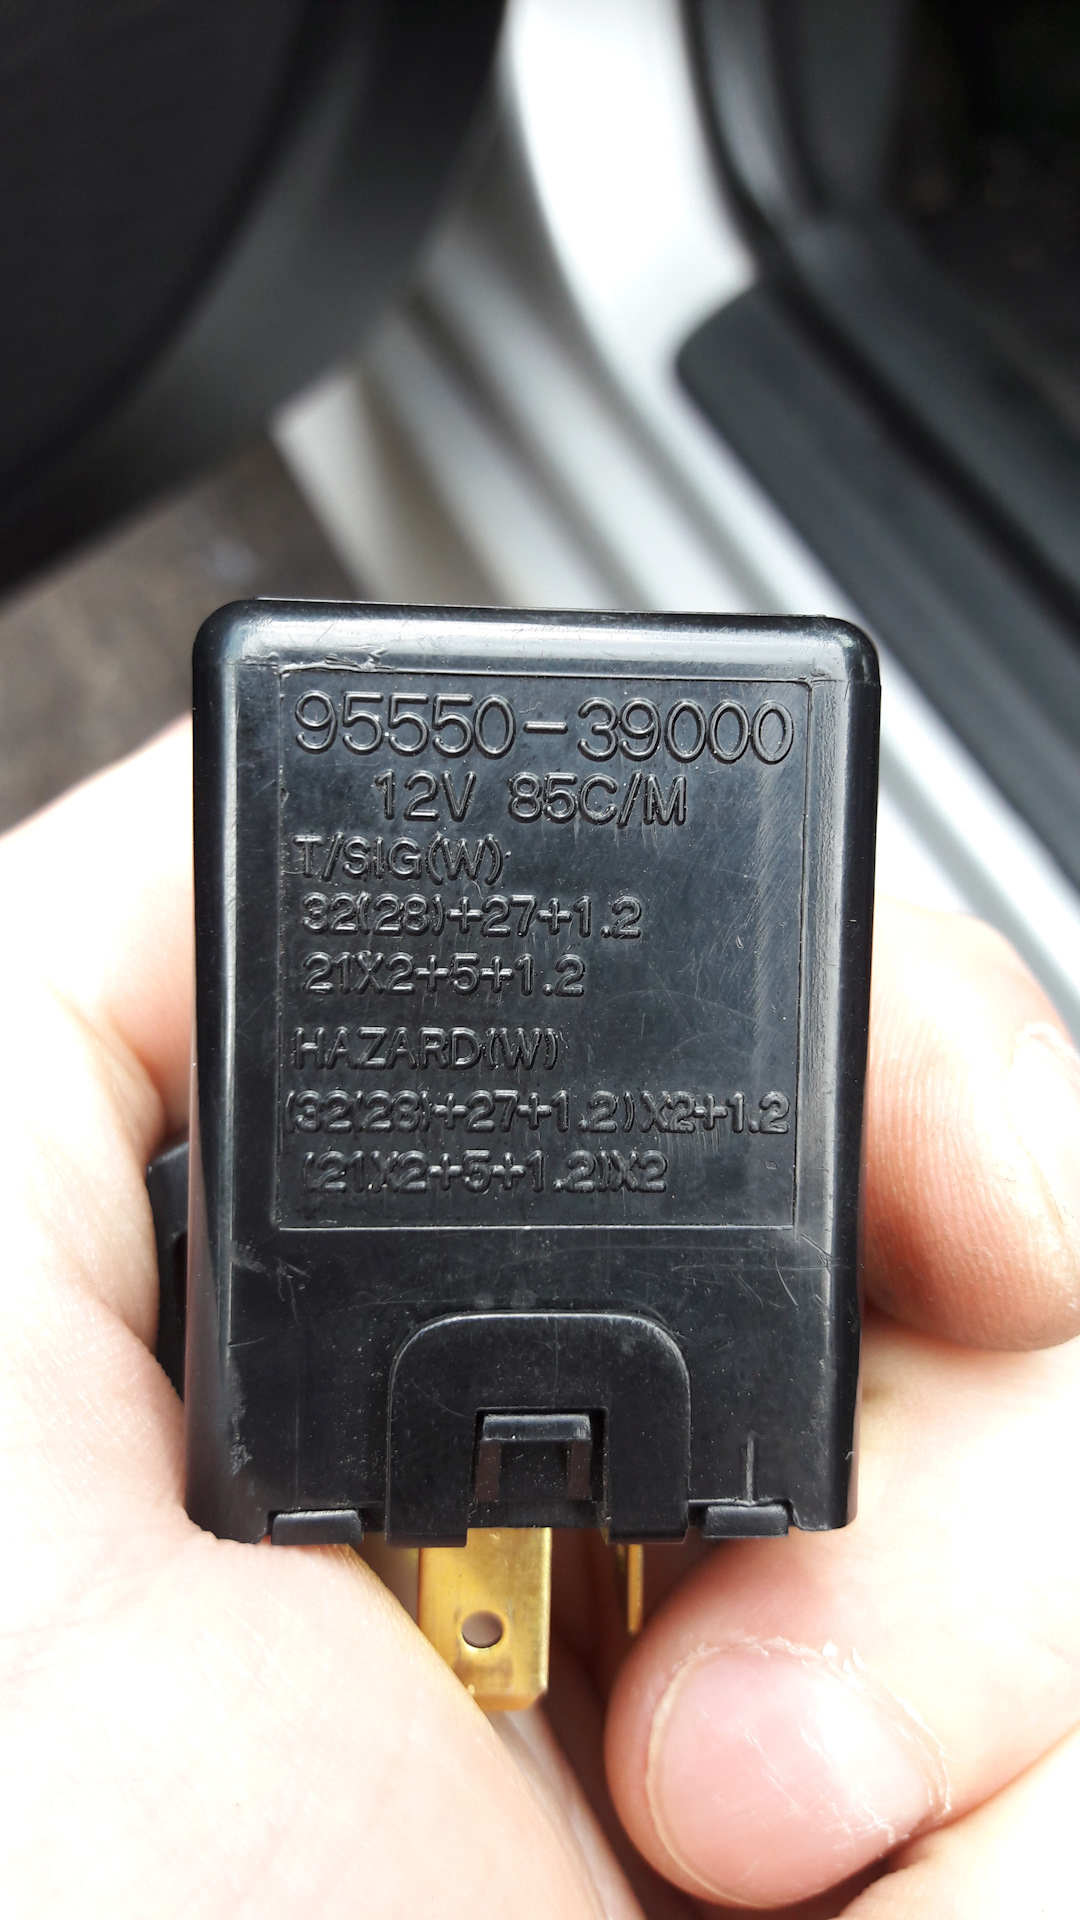 95550-39000
12V 85C/M
T/SIG(W)
32(28)+27+1.2
21X2+5+1.2
HAZARD(W)
(32(28)+27+1.2)X2+1.2
(21X2+5+1.2)X2